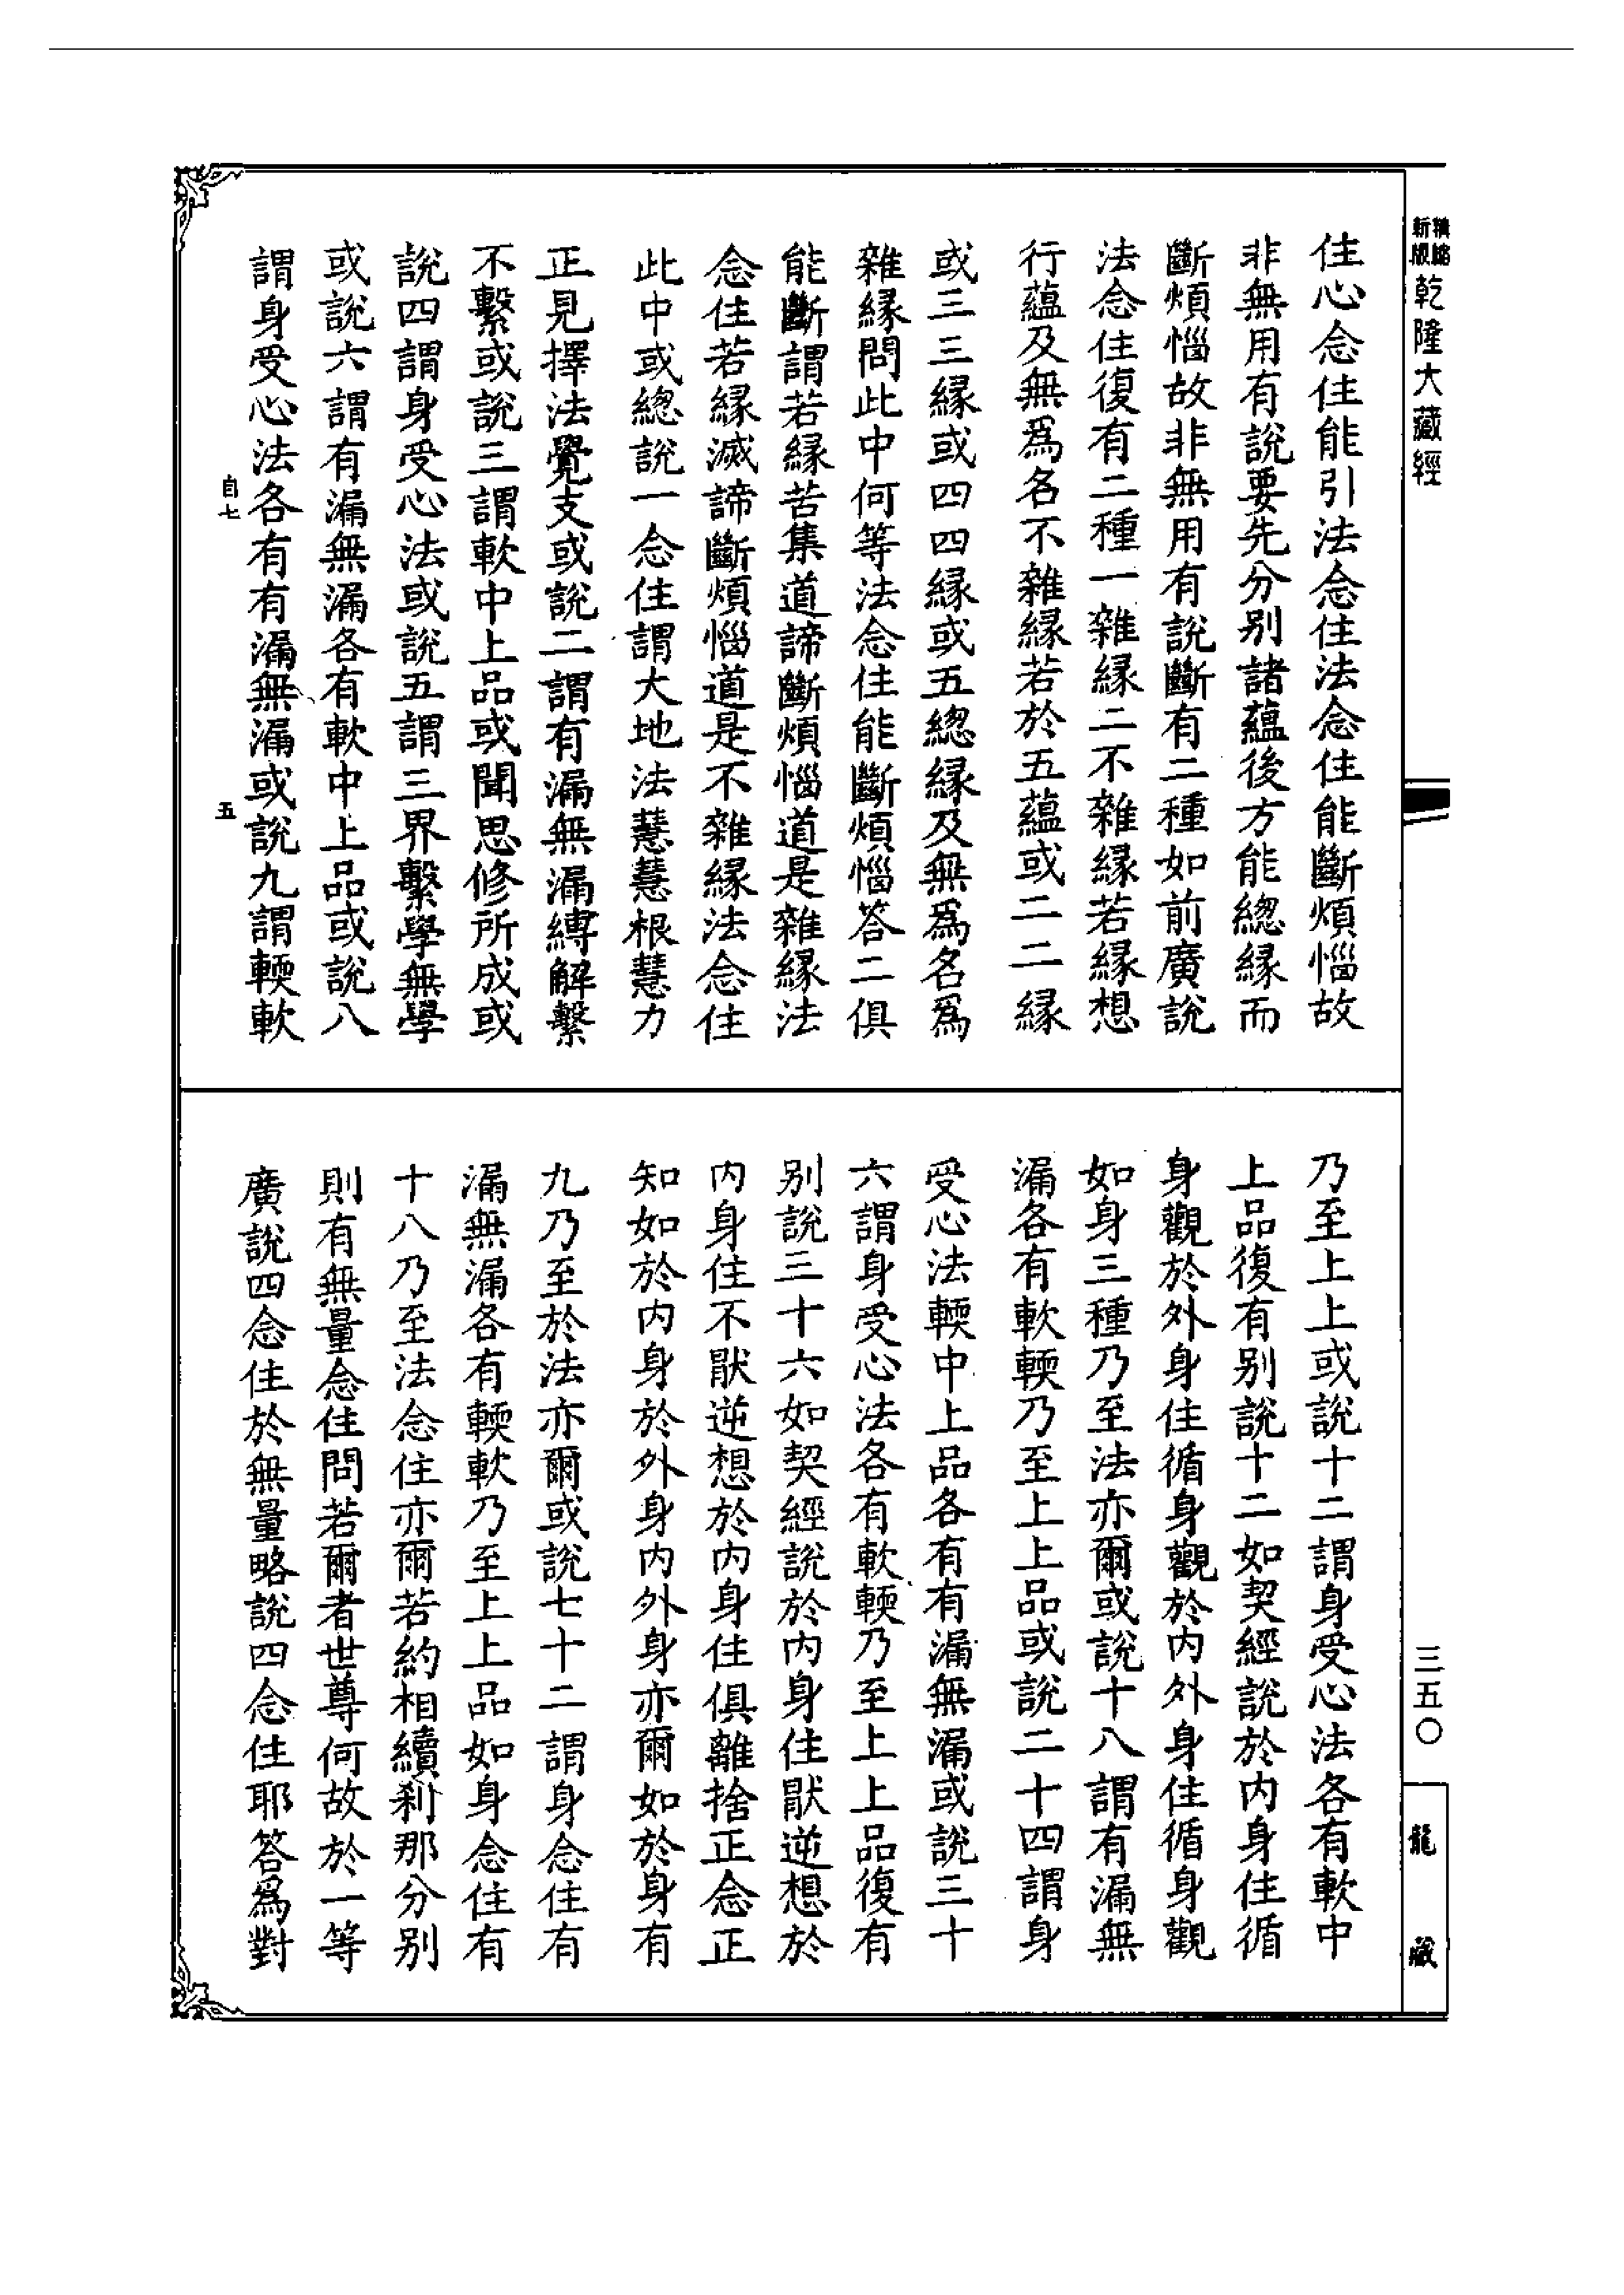 精縮
新版
乾隆大藏經
住心念住能引法念住法念住能斷煩惱故
非無用有說要先分别諸蘊後方能總緣而
斷煩惱故非無用有說斷有二種如前廣說
法念住復有二種一雜緣二不雜緣若緣想
行蘊及無爲名不雜緣若於五蘊或二二緣
或三三緣或四四緣或五總緣及無爲名爲
雜緣問此中何等法念住能斷煩惱答二俱
能斷謂若緣苦集道諦斷煩惱道是雜緣法
念住若緣滅諦斷煩惱道是不雜緣法念住
此中或總說一念住謂大地法慧慧根慧力
正見擇法覺支或說二謂有漏無漏縛解繫
不繫或說三謂軟中上品或聞思修所成或
說四謂身受心法或說五謂三界繫學無學
或說六謂有漏無漏各有軟中上品或說八
謂身受心法各有有漏無漏或說九謂輭軟
自七
五
乃至上上或說十二謂身受心法各有軟中
上品復有别說十二如契經說於内身住循
身觀於外身住循身觀於内外身住循身觀
如身三種乃至法亦爾或說十八謂有漏無
漏各有軟輭乃至上上品或說二十四謂身
受心法輭中上品各有有漏無漏或說三十
六謂身受心法各有軟輭乃至上上品復有
别說三十六如契經說於内身住猒逆想於
内身住不猒逆想於内身住俱離捨正念正
知如於内身於外身内外身亦爾如於身有
九乃至於法亦爾或說七十二謂身念住有
漏無漏各有輭軟乃至上上品如身念住有
十八乃至法念住亦爾若約相續刹那分别
則有無量念住問若爾者世尊何故於一等
廣說四念住於無量略說四念住耶答爲對
三五〇
龍藏